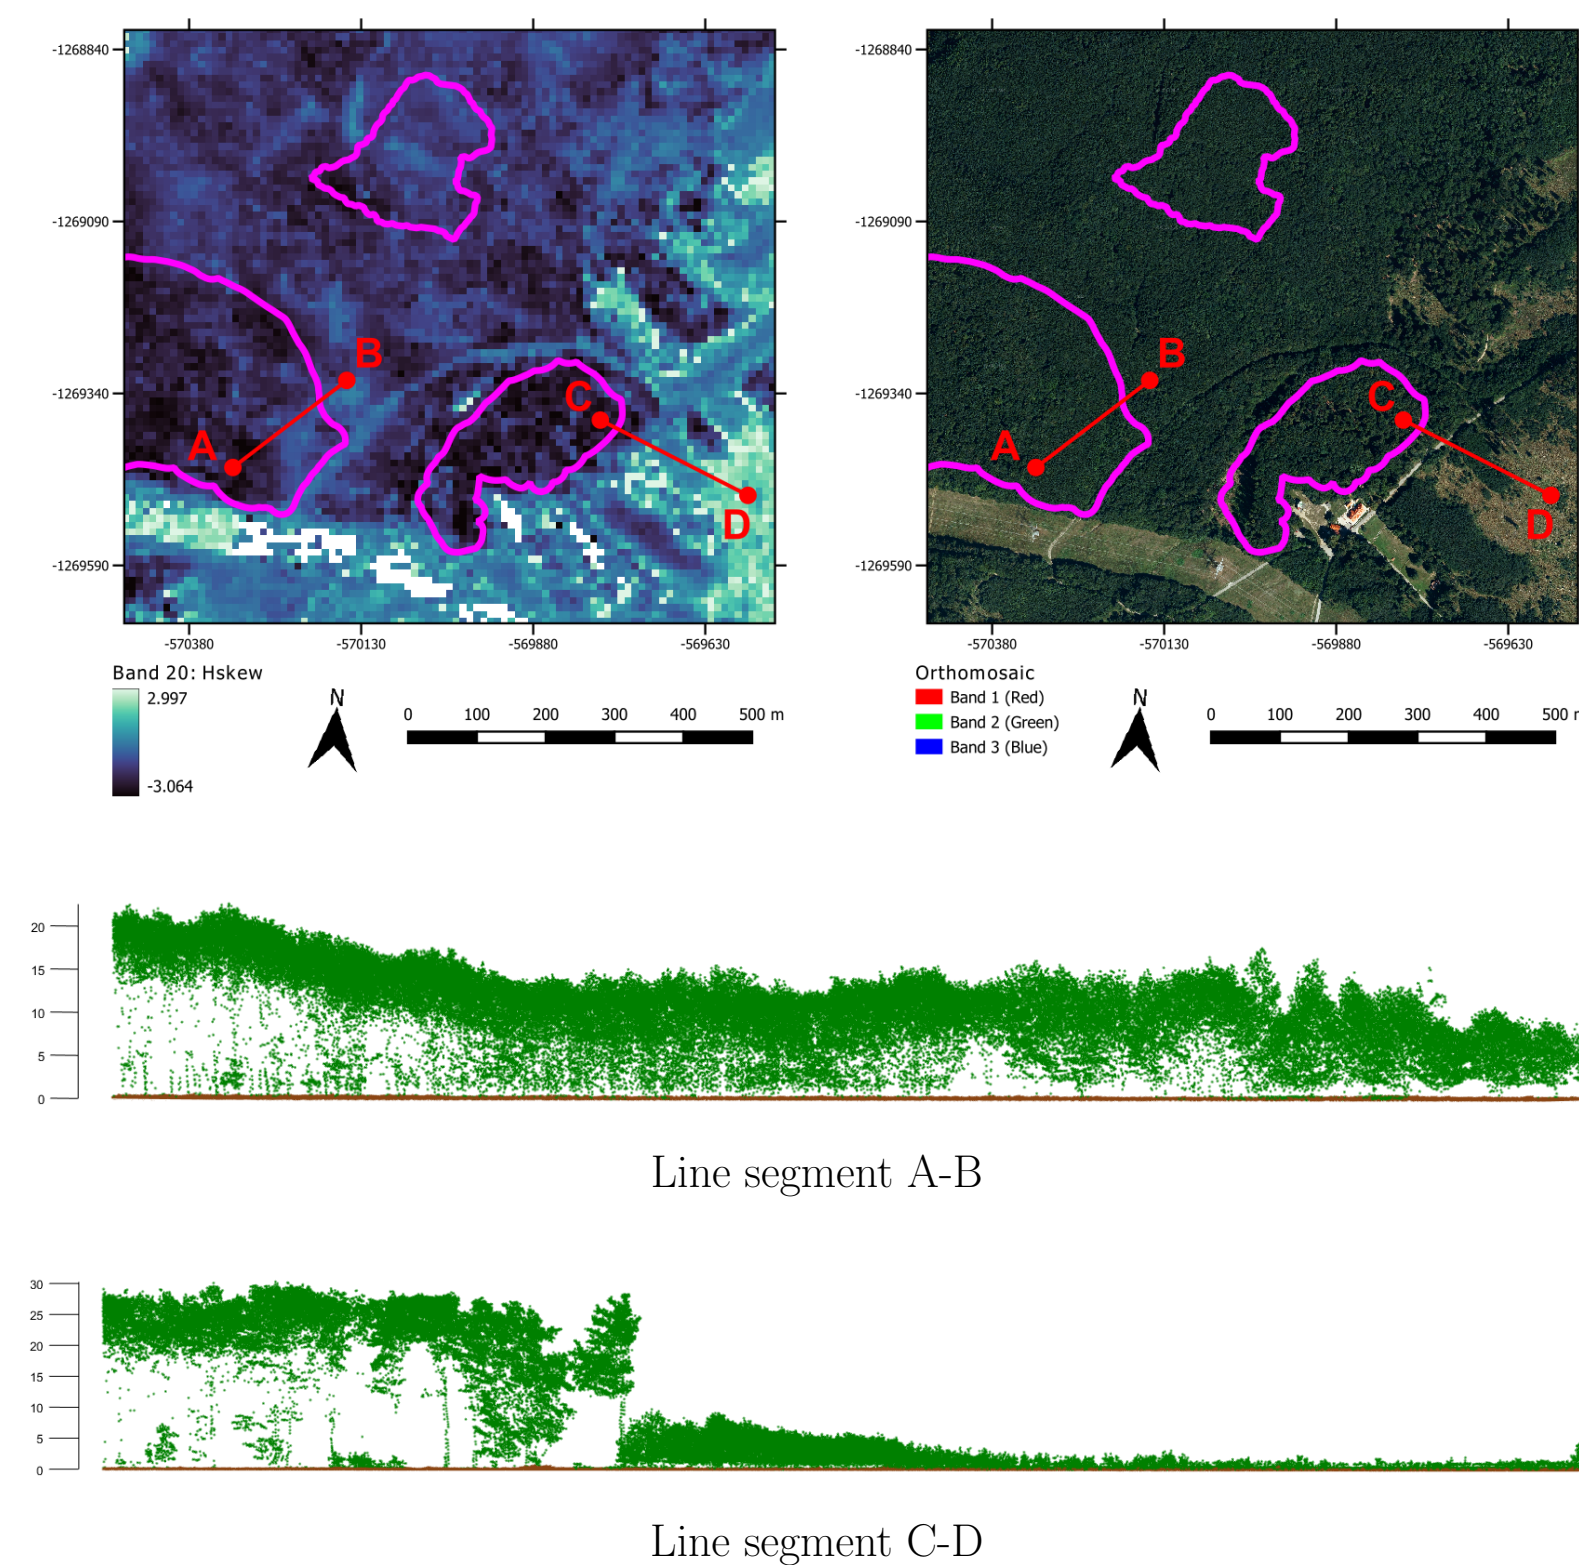 -1268840
-1269090
-1269340
-1269590
A
B
C
D
-570380
-570130
-569880
-569630
Band 20: Hskew
2.997
-3.064
N
0 100 200 300 400 500 m
-1268840
-1269090
-1269340
-1269590
A
B
C
D
-570380
-570130
-569880
-569630
Orthomosaic
Band 1 (Red)
Band 2 (Green)
Band 3 (Blue)
N
0 100 200 300 400 500 m
20
15
10
5
0
Line segment A-B
30
25
20
15
10
5
0
Line segment C-D